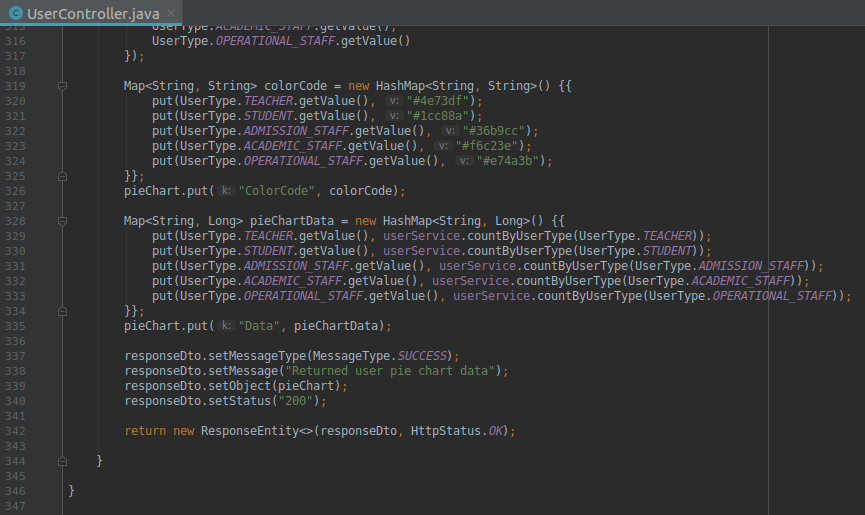 UserController.java ×
315 UserType.ACADEMIC_STAFF.getValue(),
316 UserType.OPERATIONAL_STAFF.getValue()
317 });
318
319 Map<String, String> colorCode = new HashMap<String, String>() {{
320 put(UserType.TEACHER.getValue(), v: "#4e73df");
321 put(UserType.STUDENT.getValue(), v: "#1cc88a");
322 put(UserType.ADMISSION_STAFF.getValue(), v: "#36b9cc");
323 put(UserType.ACADEMIC_STAFF.getValue(), v: "#f6c23e");
324 put(UserType.OPERATIONAL_STAFF.getValue(), v: "#e74a3b");
325 }};
326 pieChart.put( k: "ColorCode", colorCode);
327
328 Map<String, Long> pieChartData = new HashMap<String, Long>() {{
329 put(UserType.TEACHER.getValue(), userService.countByUserType(UserType.TEACHER));
330 put(UserType.STUDENT.getValue(), userService.countByUserType(UserType.STUDENT));
331 put(UserType.ADMISSION_STAFF.getValue(), userService.countByUserType(UserType.ADMISSION_STAFF));
332 put(UserType.ACADEMIC_STAFF.getValue(), userService.countByUserType(UserType.ACADEMIC_STAFF));
333 put(UserType.OPERATIONAL_STAFF.getValue(), userService.countByUserType(UserType.OPERATIONAL_STAFF));
334 }};
335 pieChart.put( k: "Data", pieChartData);
336
337 responseDto.setMessageType(MessageType.SUCCESS);
338 responseDto.setMessage("Returned user pie chart data");
339 responseDto.setObject(pieChart);
340 responseDto.setStatus("200");
341
342 return new ResponseEntity<>(responseDto, HttpStatus.OK);
343
344 }
345
346 }
347